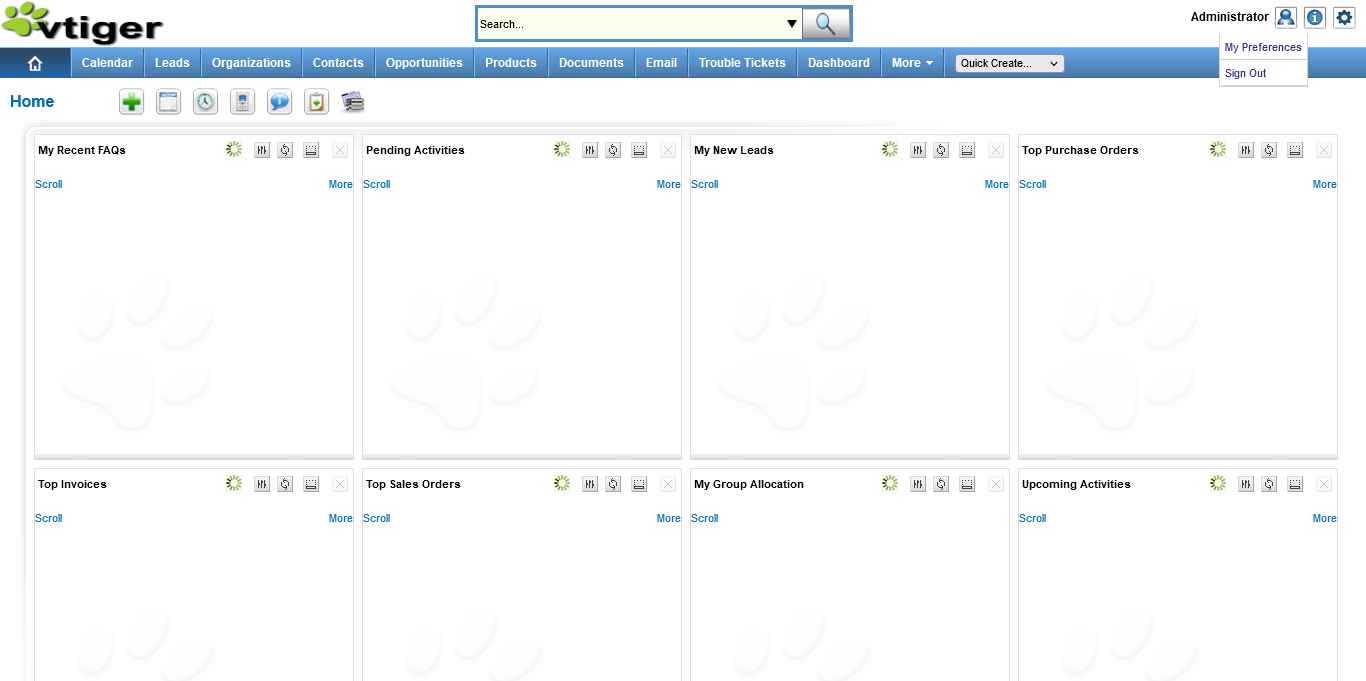 vtiger
Search...
Administrator
My Preferences
Sign Out
Calendar Leads Organizations Contacts Opportunities Products Documents Email Trouble Tickets Dashboard More Quick Create...
Home
My Recent FAQs
Scroll More
Pending Activities
Scroll More
My New Leads
Scroll More
Top Purchase Orders
Scroll More
Top Invoices
Scroll More
Top Sales Orders
Scroll More
My Group Allocation
Scroll
Upcoming Activities
Scroll More